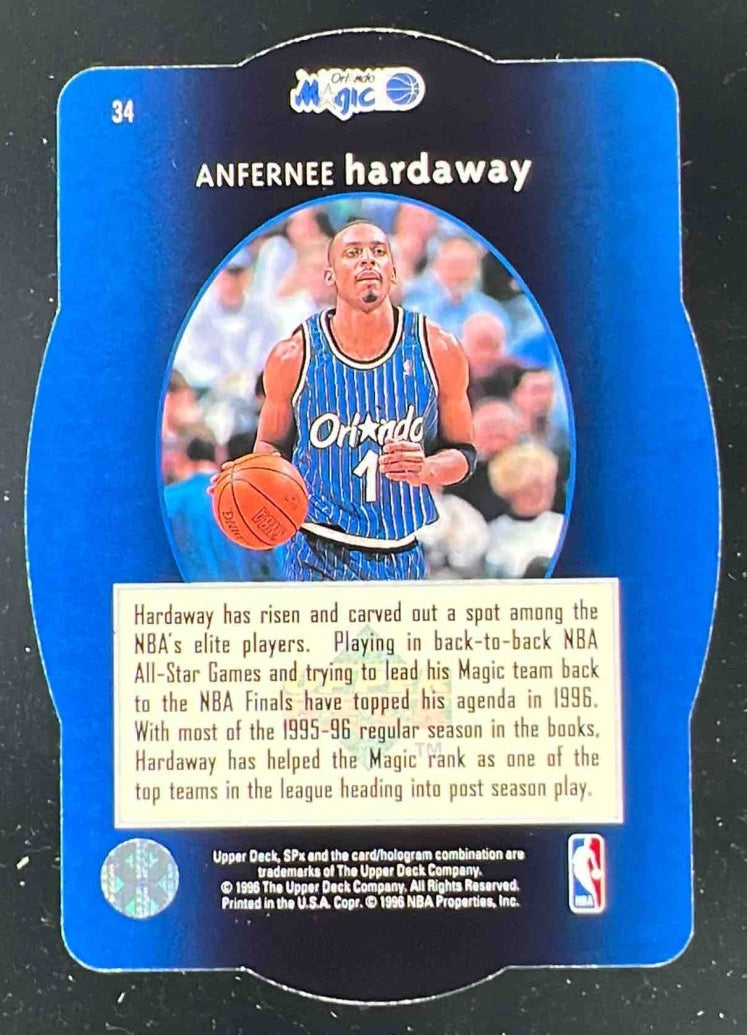 34
Orlando
Magic
ANFERNEE hardaway
Orlando
1
Hardaway has risen and carved out a spot among the
NBA's elite players. Playing in back-to-back NBA
All-Star Games and trying to lead his Magic team back
to the NBA Finals have topped his agenda in 1996.
With most of the 1995-96 regular season in the books,
Hardaway has helped the Magic rank as one of the
top teams in the league heading into post season play.
TM
Upper Deck, SPx and the card/hologram combination are
trademarks of The Upper Deck Company.
© 1996 The Upper Deck Company. All Rights Reserved.
Printed in the U.S.A. Copr. © 1996 NBA Properties, Inc.
NBA